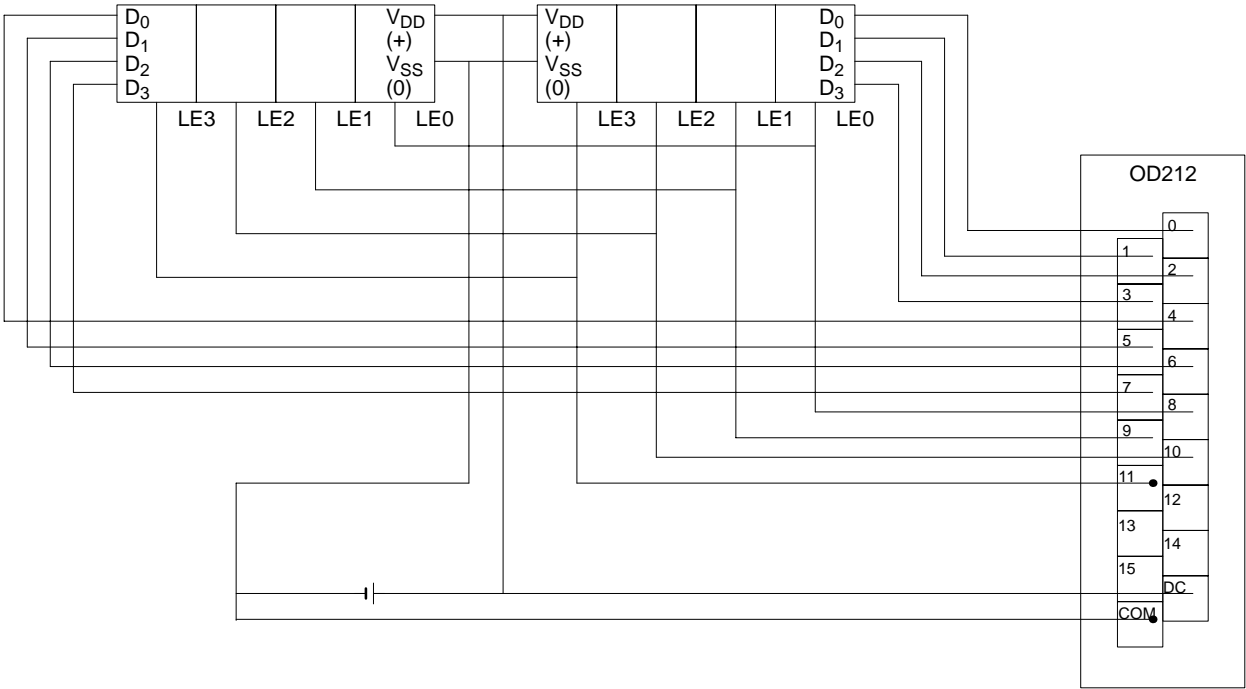 D0 VDD VDD D0
D1 (+) (+) D1
D2 VSS VSS D2
D3 (0) (0) D3
LE3 LE2 LE1 LE0 LE3 LE2 LE1 LE0
OD212
0
1
2
3
4
5
6
7
8
9
10
11
12
13
14
15
DC
COM